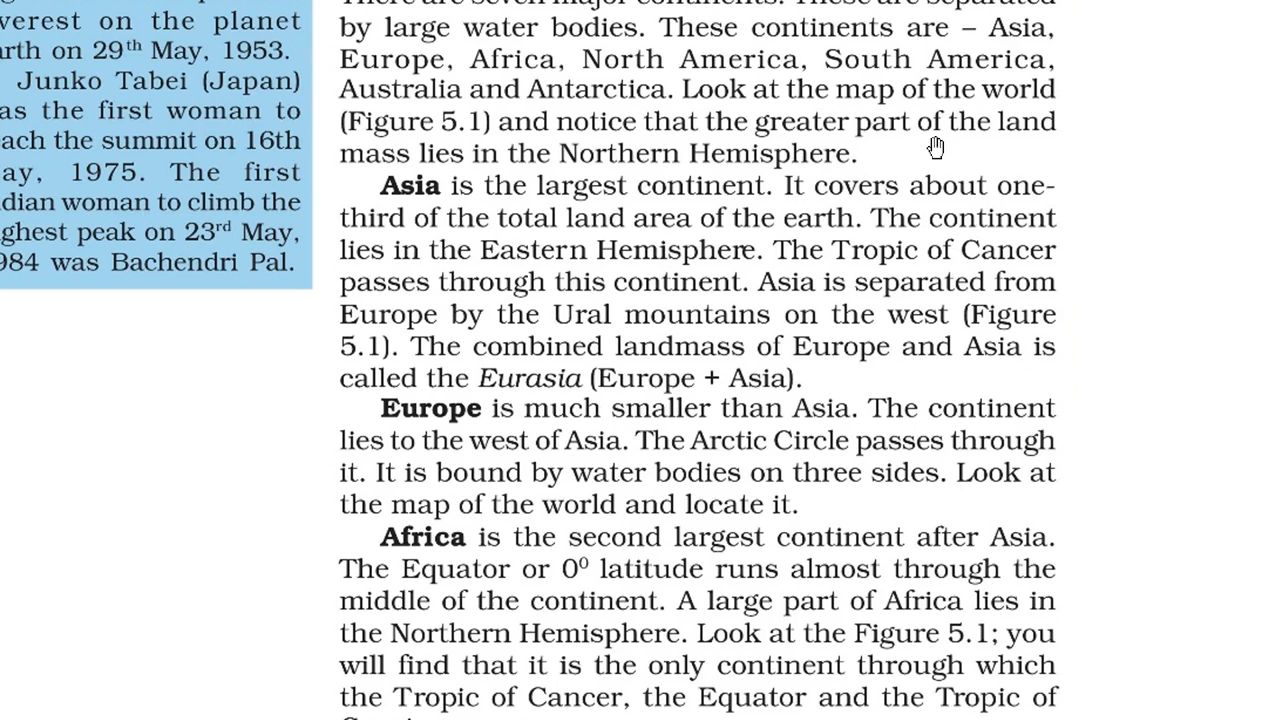 verest on the planet
arth on 29th May, 1953.
Junko Tabei (Japan)
as the first woman to
each the summit on 16th
ay, 1975. The first
dian woman to climb the
ghest peak on 23rd May,
984 was Bachendri Pal.
There are seven major continents. These are separated
by large water bodies. These continents are – Asia,
Europe, Africa, North America, South America,
Australia and Antarctica. Look at the map of the world
(Figure 5.1) and notice that the greater part of the land
mass lies in the Northern Hemisphere.
Asia is the largest continent. It covers about one-
third of the total land area of the earth. The continent
lies in the Eastern Hemisphere. The Tropic of Cancer
passes through this continent. Asia is separated from
Europe by the Ural mountains on the west (Figure
5.1). The combined landmass of Europe and Asia is
called the Eurasia (Europe + Asia).
Europe is much smaller than Asia. The continent
lies to the west of Asia. The Arctic Circle passes through
it. It is bound by water bodies on three sides. Look at
the map of the world and locate it.
Africa is the second largest continent after Asia.
The Equator or 0⁰ latitude runs almost through the
middle of the continent. A large part of Africa lies in
the Northern Hemisphere. Look at the Figure 5.1; you
will find that it is the only continent through which
the Tropic of Cancer, the Equator and the Tropic of